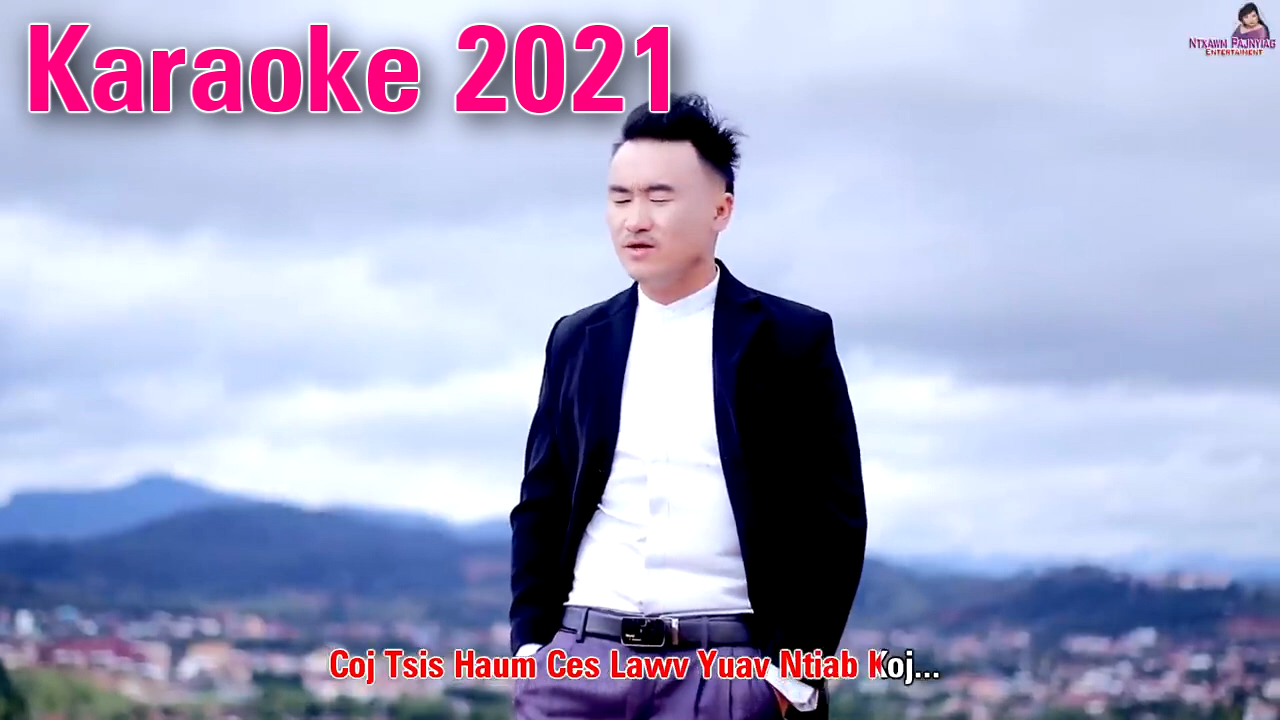 Karaoke 2021
Ntxawm Pajnyiag
Entertainment
Coj Tsis Haum Ces Lawv Yuav Ntiab Koj...